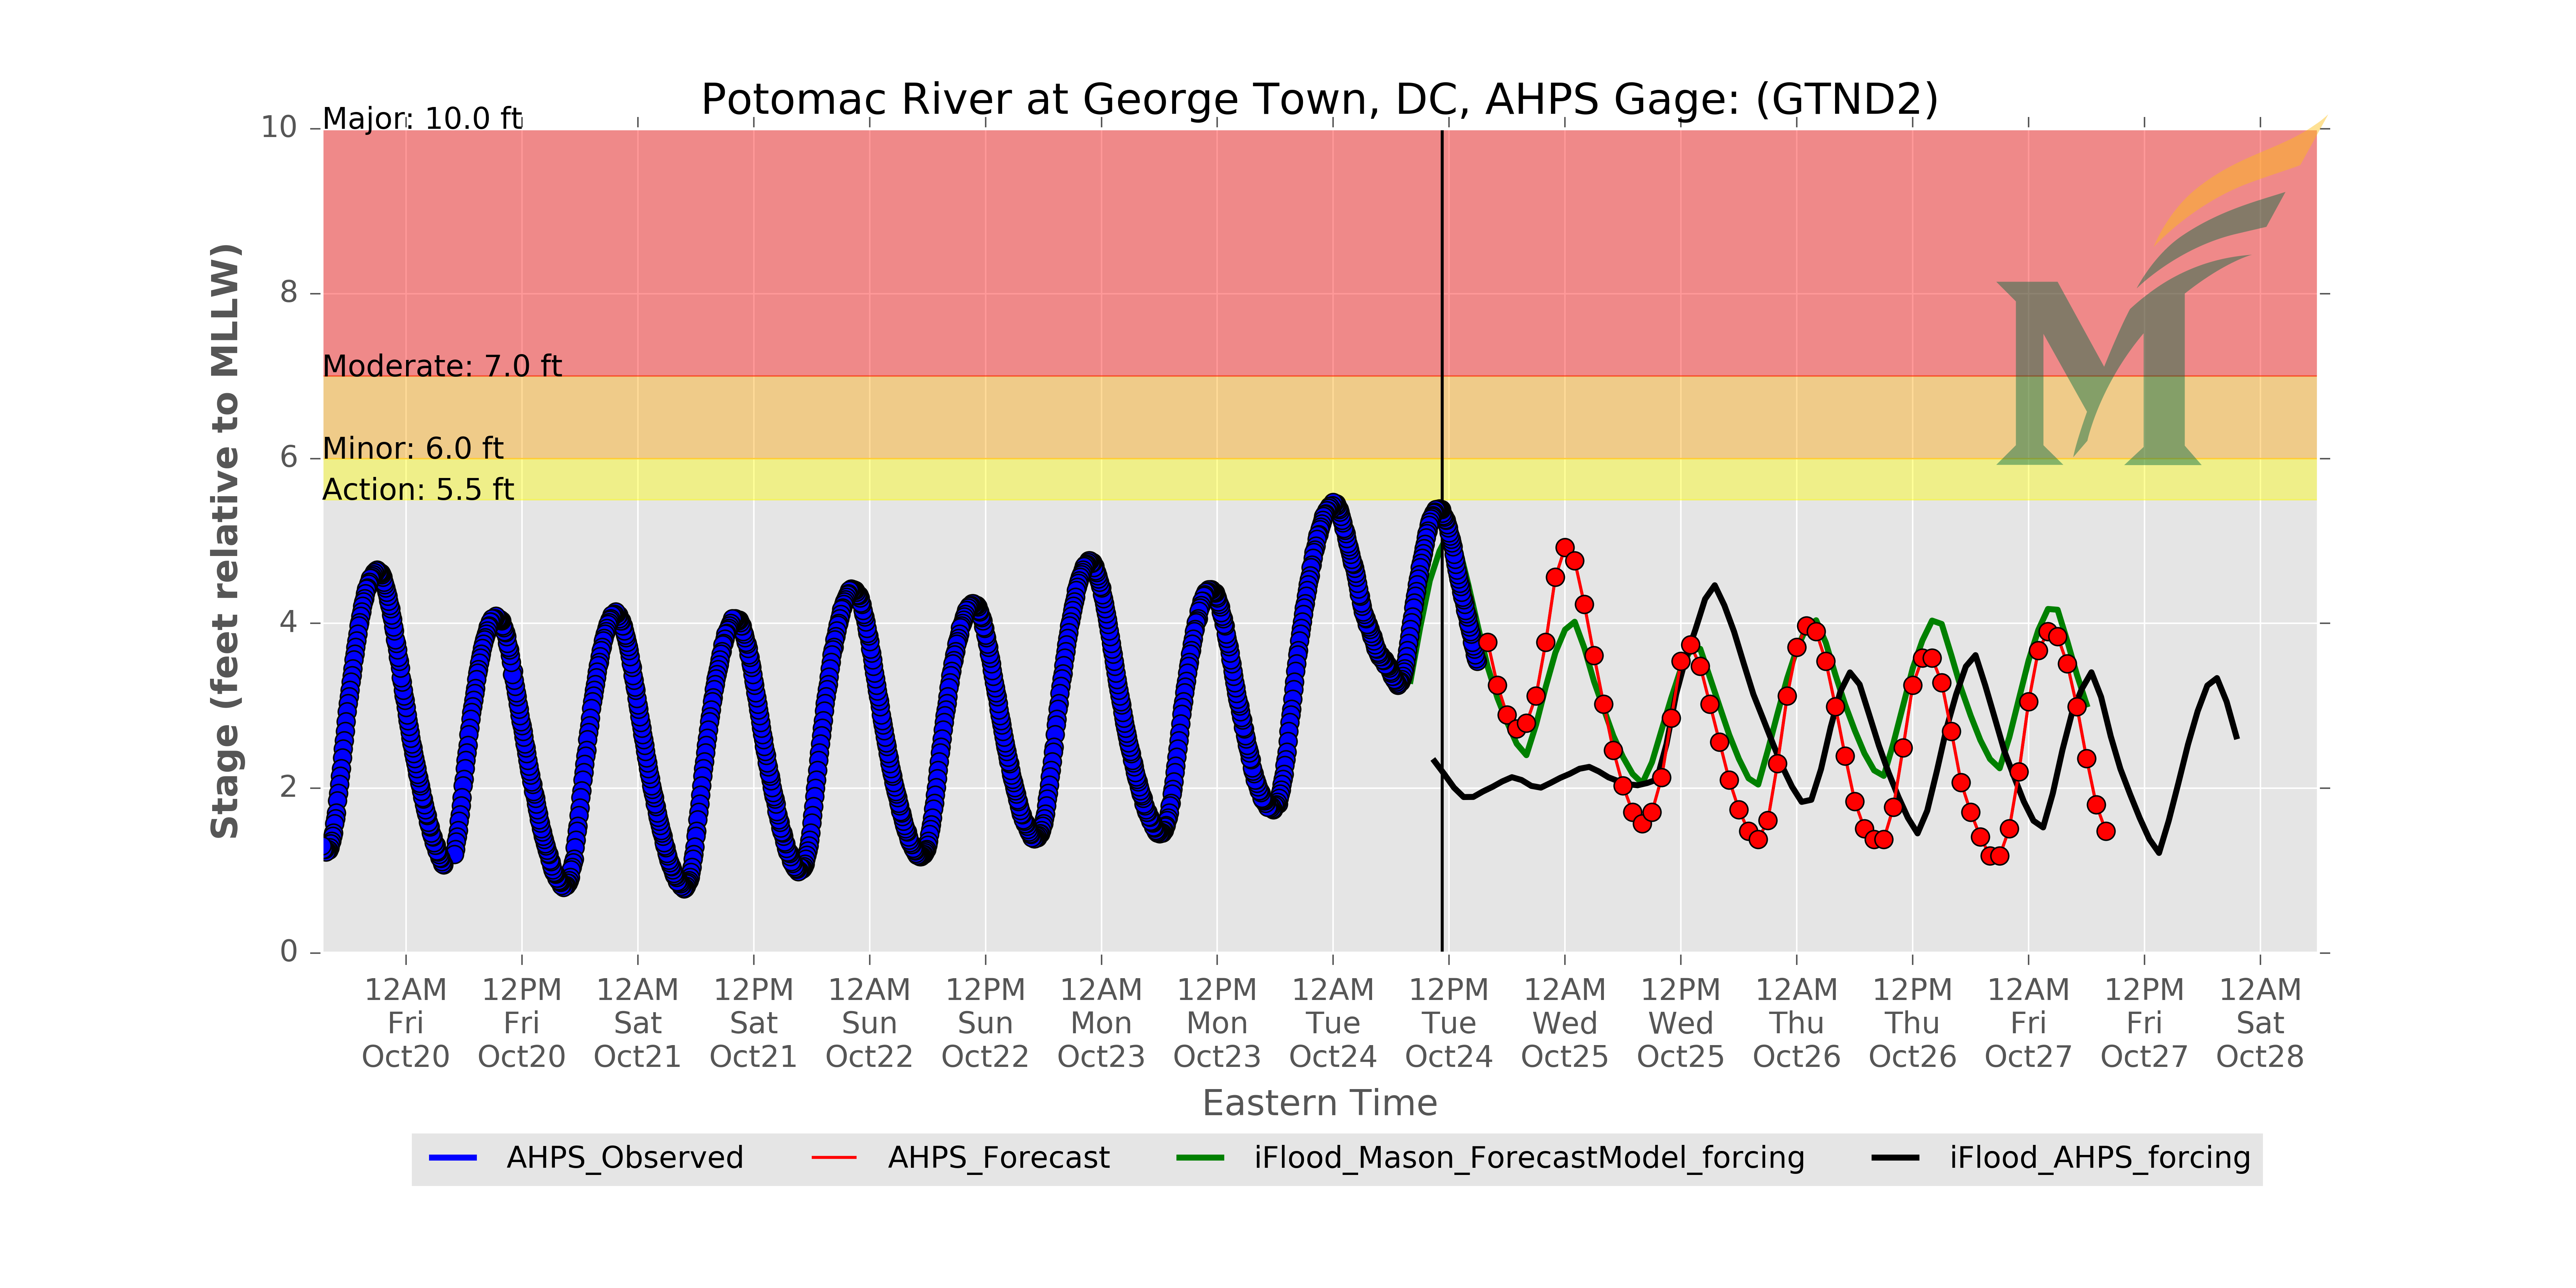 Potomac River at George Town, DC, AHPS Gage: (GTND2)
Major: 10.0 ft
Moderate: 7.0 ft
Minor: 6.0 ft
Action: 5.5 ft
Stage (feet relative to MLLW)
10
8
6
4
2
0
12AM 12PM 12AM 12PM 12AM 12PM 12AM 12PM 12AM 12PM 12AM 12PM 12AM 12PM 12AM 12PM 12AM
Fri Fri Sat Sat Sun Sun Mon Mon Tue Tue Wed Wed Thu Thu Fri Fri Sat
Oct20 Oct20 Oct21 Oct21 Oct22 Oct22 Oct23 Oct23 Oct24 Oct24 Oct25 Oct25 Oct26 Oct26 Oct27 Oct27 Oct28
Eastern Time
AHPS_Observed AHPS_Forecast iFlood_Mason_ForecastModel_forcing iFlood_AHPS_forcing